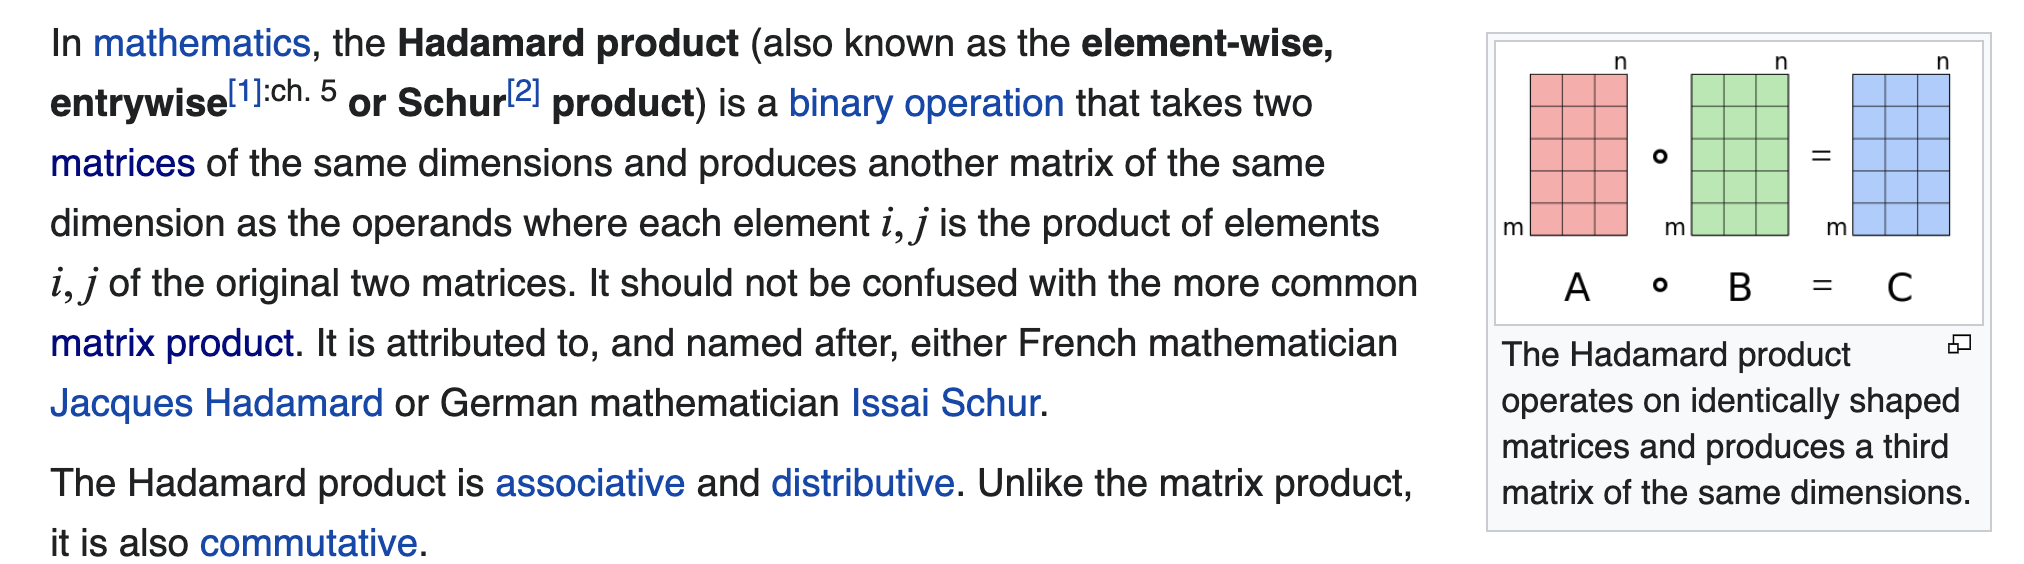 In mathematics, the Hadamard product (also known as the element-wise,
entrywise[1]:ch. 5 or Schur[2] product) is a binary operation that takes two
matrices of the same dimensions and produces another matrix of the same
dimension as the operands where each element i, j is the product of elements
i, j of the original two matrices. It should not be confused with the more common
matrix product. It is attributed to, and named after, either French mathematician
Jacques Hadamard or German mathematician Issai Schur.
The Hadamard product is associative and distributive. Unlike the matrix product,
it is also commutative.
n n n
∘ =
m m m
A ∘ B = C
The Hadamard product
operates on identically shaped
matrices and produces a third
matrix of the same dimensions.